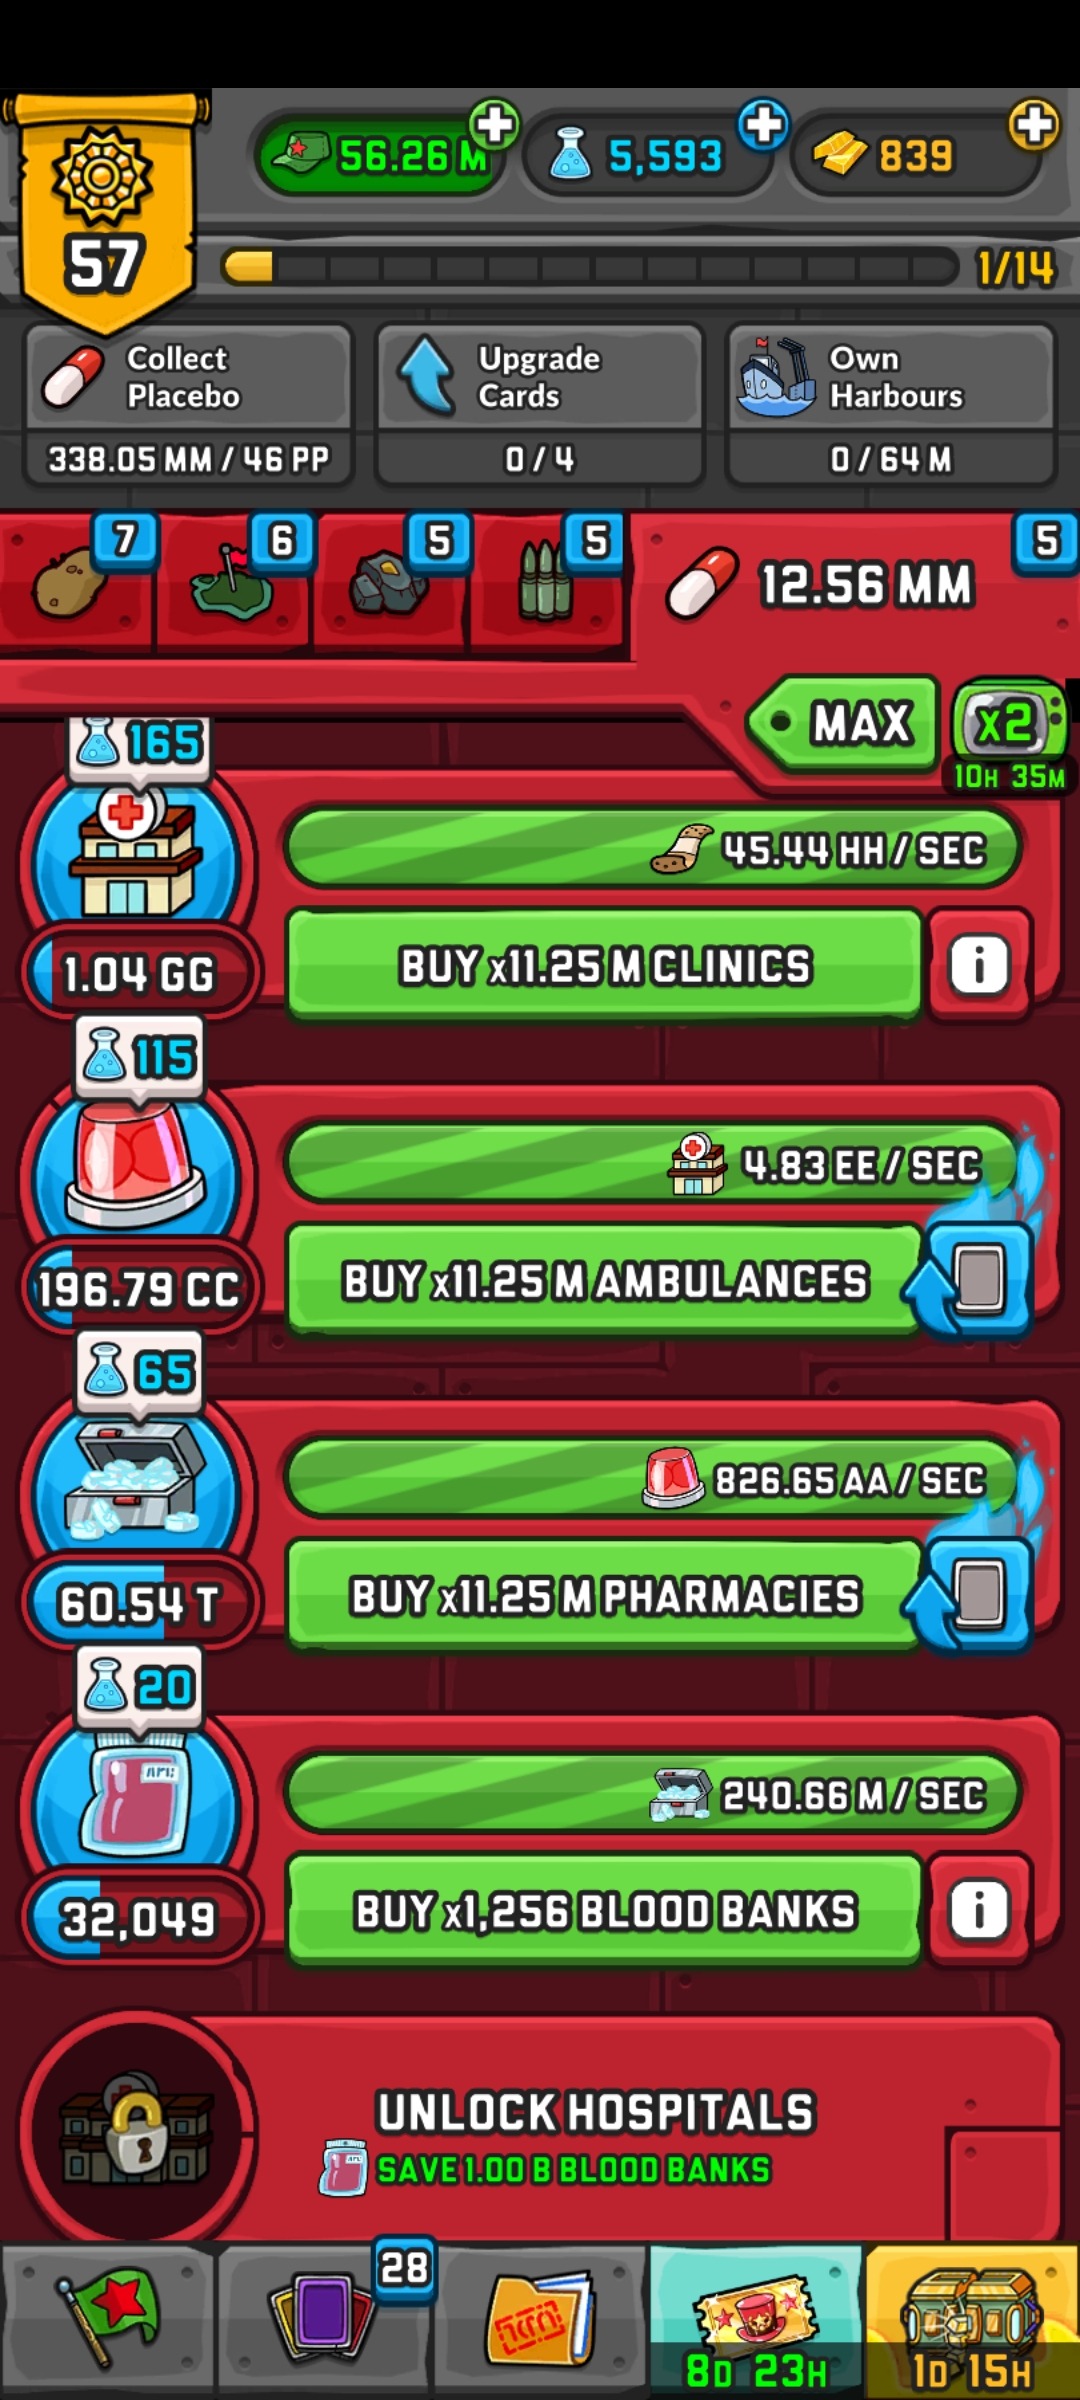 56.26 M
5,593
839
57
1/14
Collect
Placebo
338.05 MM / 46 PP
Upgrade
Cards
0 / 4
Own
Harbours
0 / 64 M
7
6
5
5
12.56 MM
5
MAX
x2
10H 35M
165
45.44 HH / SEC
1.04 GG
BUY x11.25 M CLINICS
i
115
4.83 EE / SEC
196.79 CC
BUY x11.25 M AMBULANCES
65
826.65 AA / SEC
60.54 T
BUY x11.25 M PHARMACIES
20
240.66 M / SEC
32,049
BUY x1,256 BLOOD BANKS
i
UNLOCK HOSPITALS
SAVE 1.00 B BLOOD BANKS
28
8D 23H
1D 15H